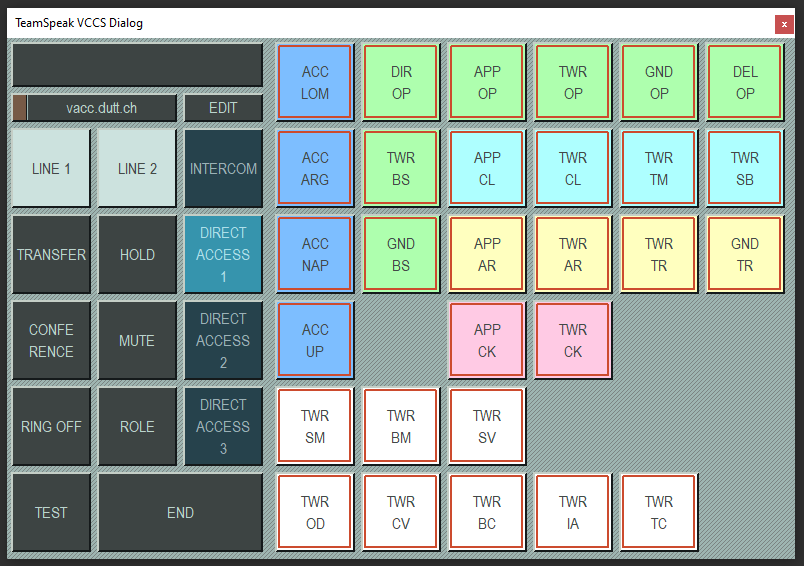 TeamSpeak VCCS Dialog
x
vacc.dutt.ch
EDIT
LINE 1
LINE 2
INTERCOM
TRANSFER
HOLD
DIRECT
ACCESS
1
CONFE
RENCE
MUTE
DIRECT
ACCESS
2
RING OFF
ROLE
DIRECT
ACCESS
3
TEST
END
ACC
LOM
DIR
OP
APP
OP
TWR
OP
GND
OP
DEL
OP
ACC
ARG
TWR
BS
APP
CL
TWR
CL
TWR
TM
TWR
SB
ACC
NAP
GND
BS
APP
AR
TWR
AR
TWR
TR
GND
TR
ACC
UP
APP
CK
TWR
CK
TWR
SM
TWR
BM
TWR
SV
TWR
OD
TWR
CV
TWR
BC
TWR
IA
TWR
TC